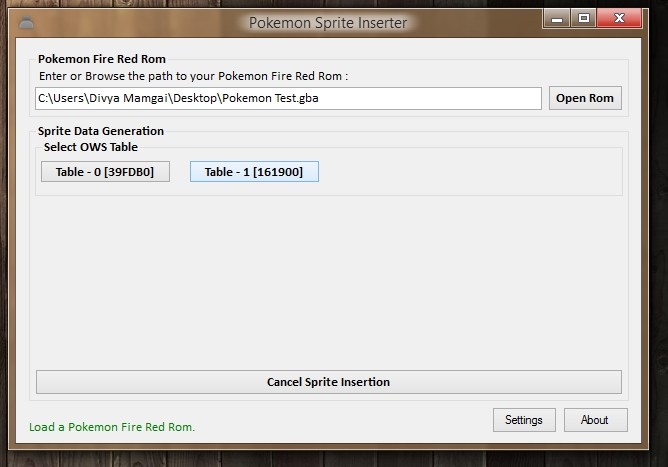 Pokemon Sprite Inserter
Pokemon Fire Red Rom
Enter or Browse the path to your Pokemon Fire Red Rom :
C:\Users\Divya Mamgai\Desktop\Pokemon Test.gba
Open Rom
Sprite Data Generation
Select OWS Table
Table - 0 [39FDB0]
Table - 1 [161900]
Cancel Sprite Insertion
Load a Pokemon Fire Red Rom.
Settings
About